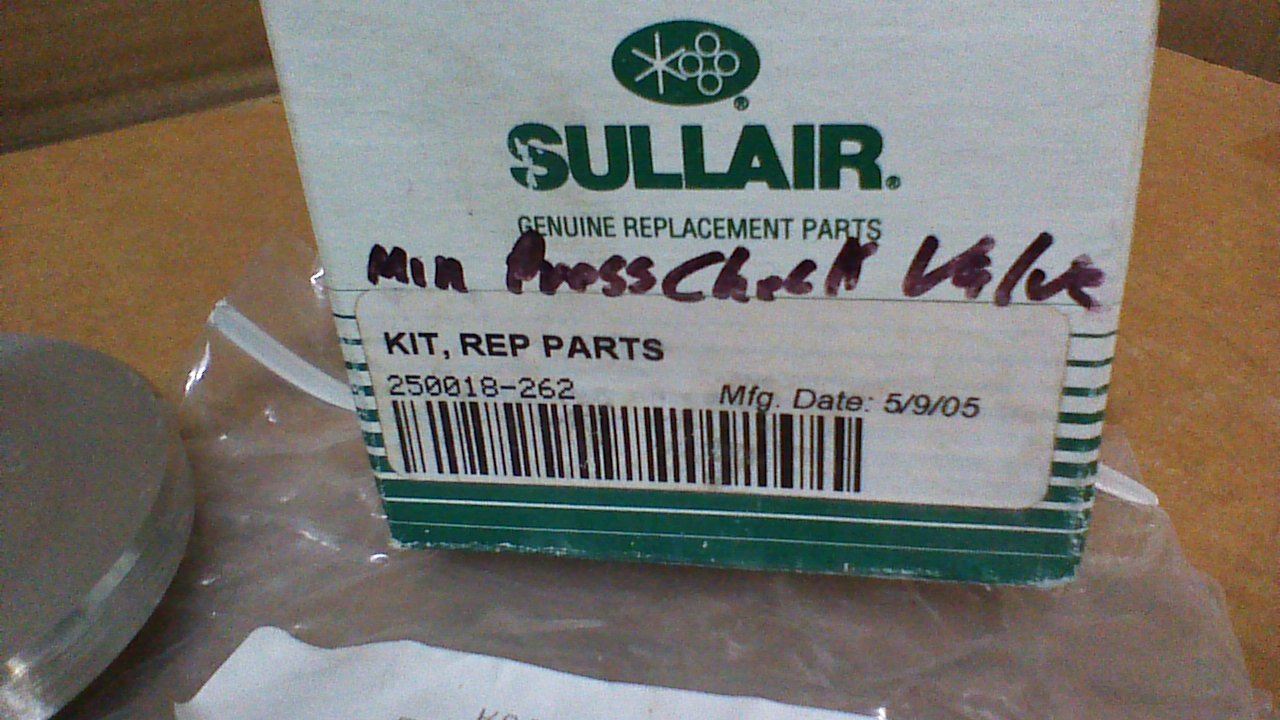 SULLAIR®
GENUINE REPLACEMENT PARTS
Min Press Check Valve
KIT, REP PARTS
250018-262
Mfg. Date: 5/9/05